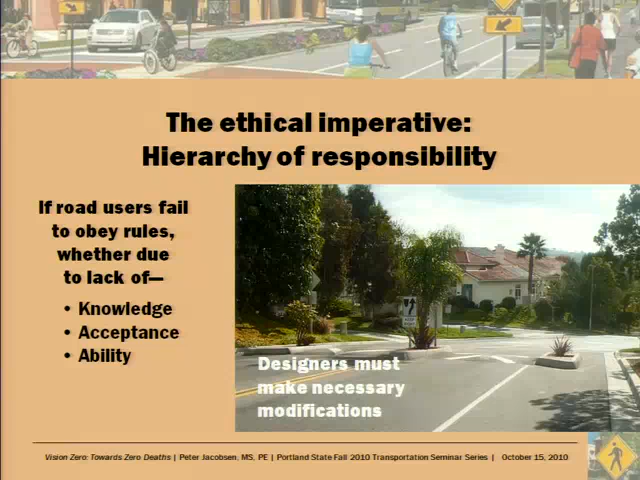 The ethical imperative:
Hierarchy of responsibility
If road users fail
to obey rules,
whether due
to lack of—
• Knowledge
• Acceptance
• Ability
Designers must
make necessary
modifications
Vision Zero: Towards Zero Deaths | Peter Jacobsen, MS, PE | Portland State Fall 2010 Transportation Seminar Series | October 15, 2010